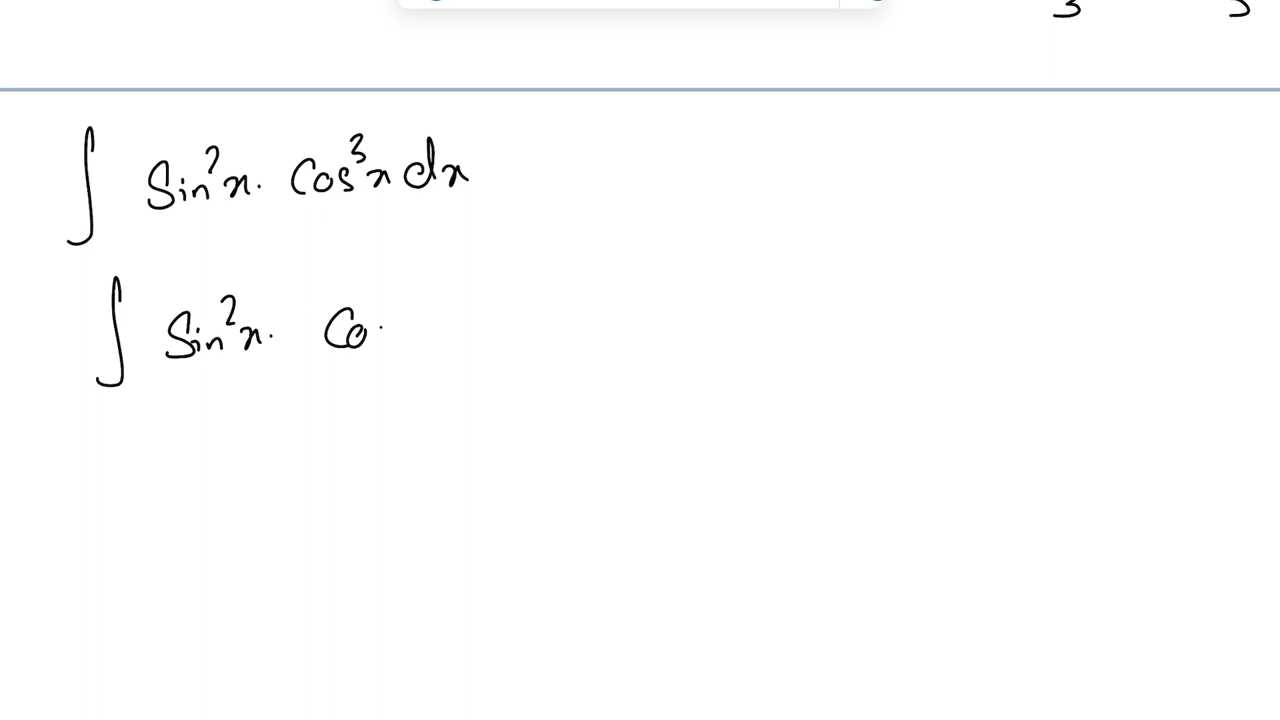 ∫ Sin²x. Cos³x dx
∫ Sin²x. Co.